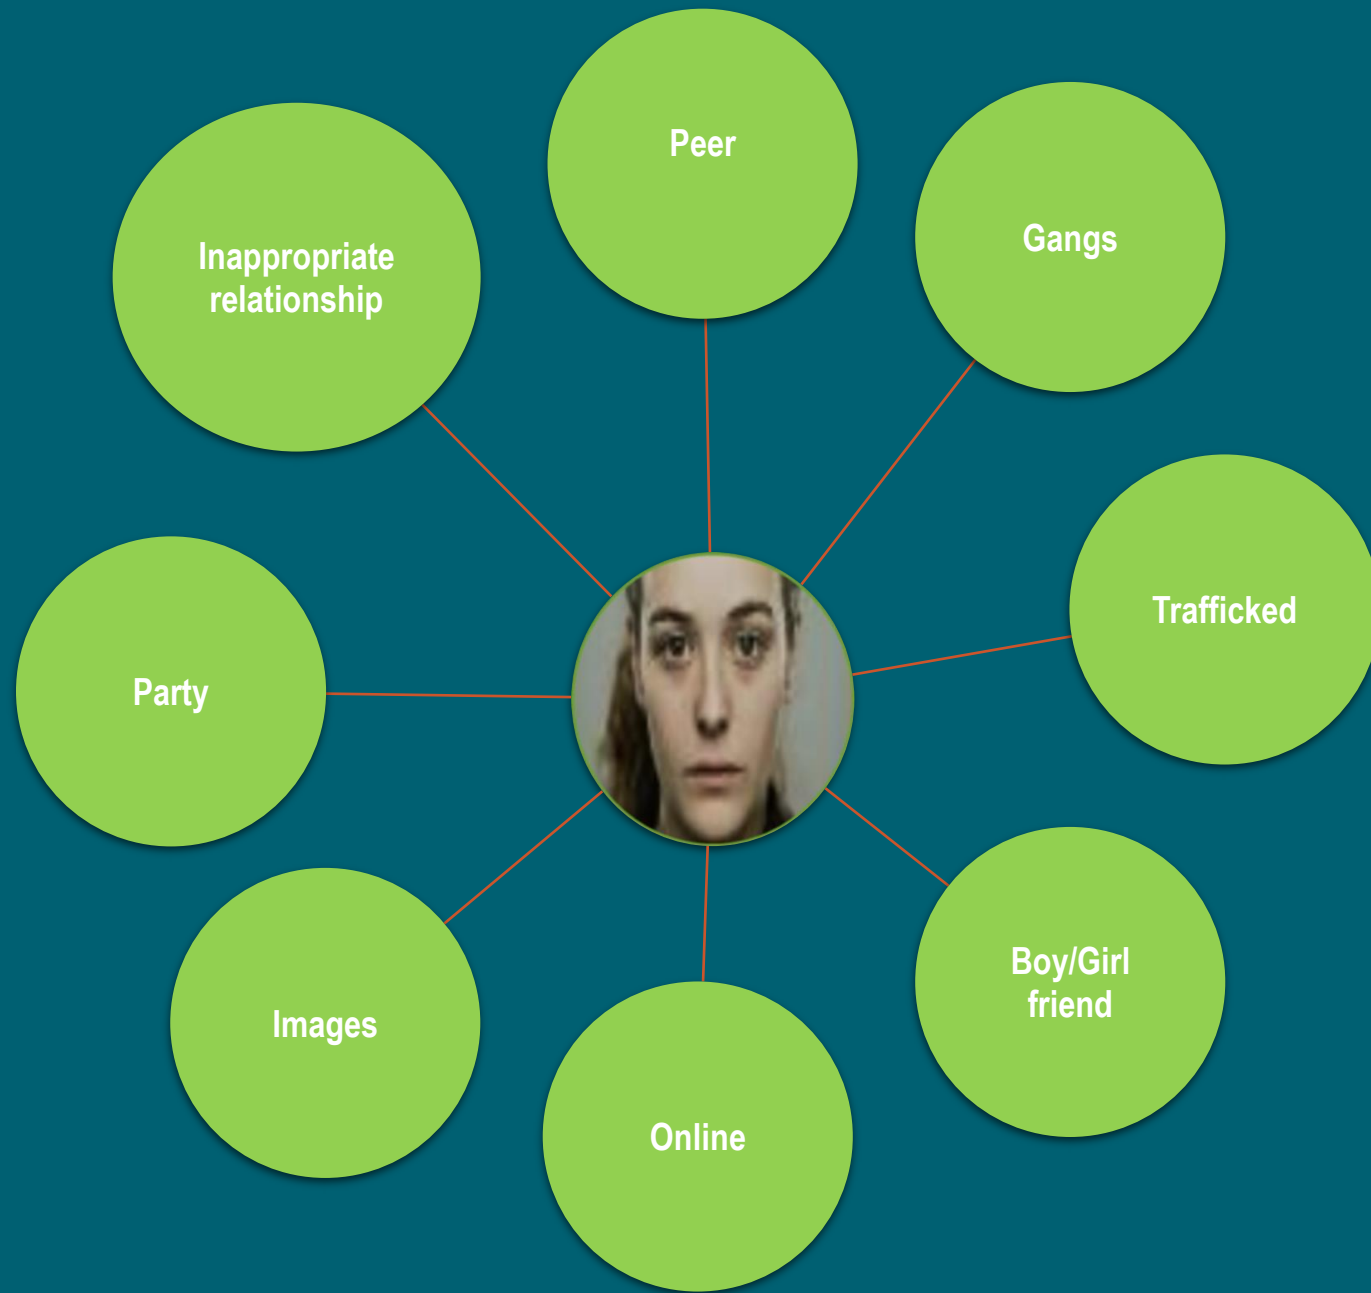 Peer
Gangs
Inappropriate
relationship
Trafficked
Party
Boy/Girl
friend
Images
Online